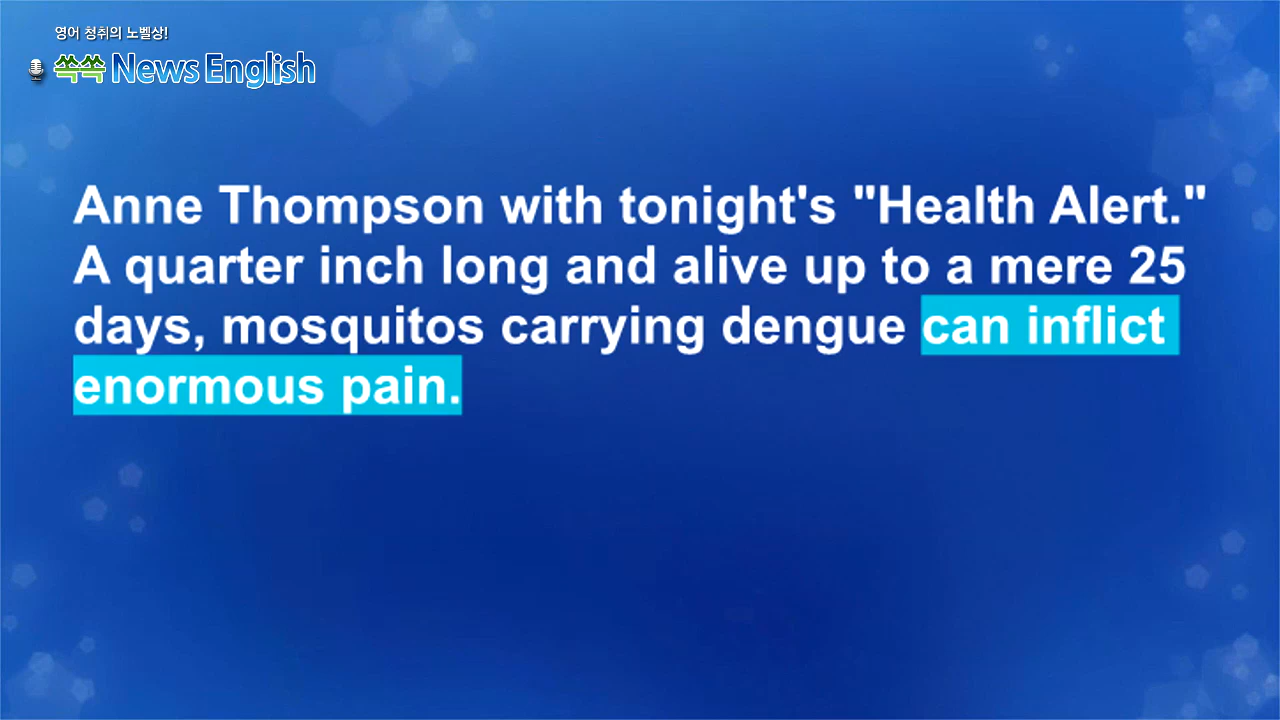 영어 청취의 노벨상!
쏙쏙 News English
Anne Thompson with tonight's "Health Alert."
A quarter inch long and alive up to a mere 25
days, mosquitos carrying dengue can inflict
enormous pain.